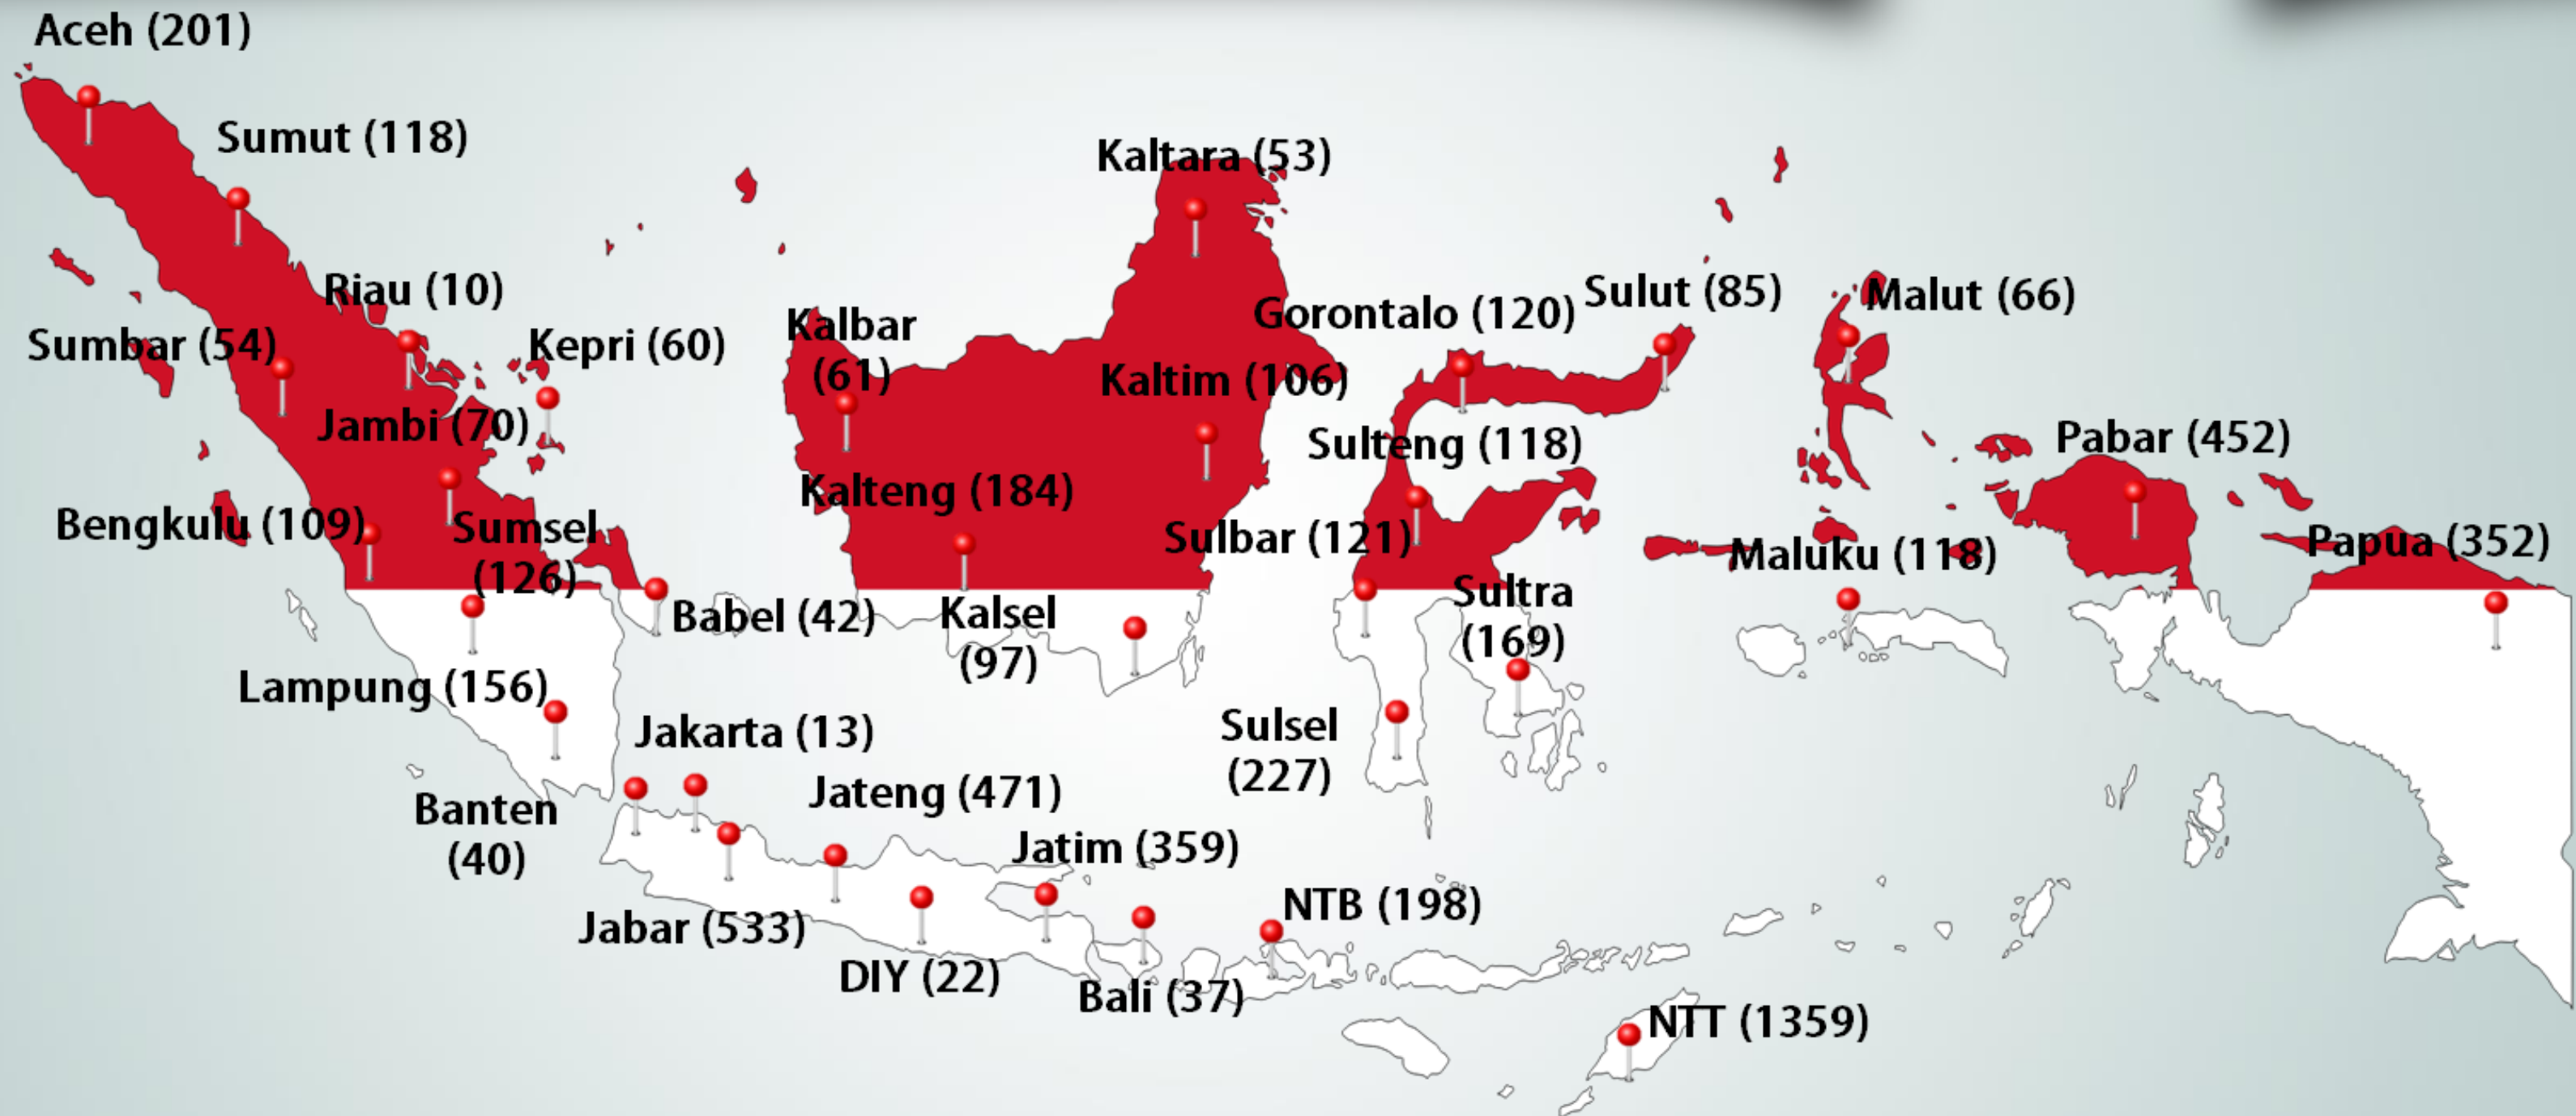 Aceh (201)
Sumut (118)
Kaltara (53)
Riau (10)
Sumbar (54)
Kepri (60)
Kalbar
(61)
Gorontalo (120)
Sulut (85)
Malut (66)
Kaltim (106)
Jambi (70)
Sulteng (118)
Pabar (452)
Kalteng (184)
Bengkulu (109)
Sumsel
(126)
Sulbar (121)
Maluku (118)
Papua (352)
Babel (42)
Kalsel
(97)
Sultra
(169)
Lampung (156)
Jakarta (13)
Sulsel
(227)
Banten
(40)
Jateng (471)
Jatim (359)
Jabar (533)
NTB (198)
DIY (22)
Bali (37)
NTT (1359)